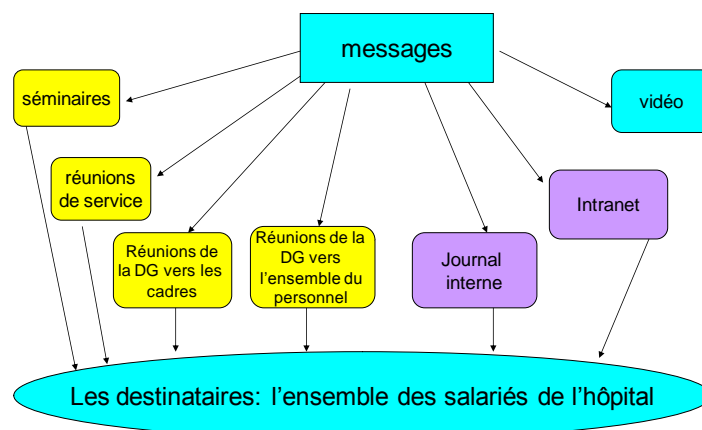 messages
séminaires
vidéo
réunions
de service
Intranet
Réunions de
la DG vers les
cadres
Réunions de la
DG vers
l'ensemble du
personnel
Journal
interne
Les destinataires: l'ensemble des salariés de l'hôpital